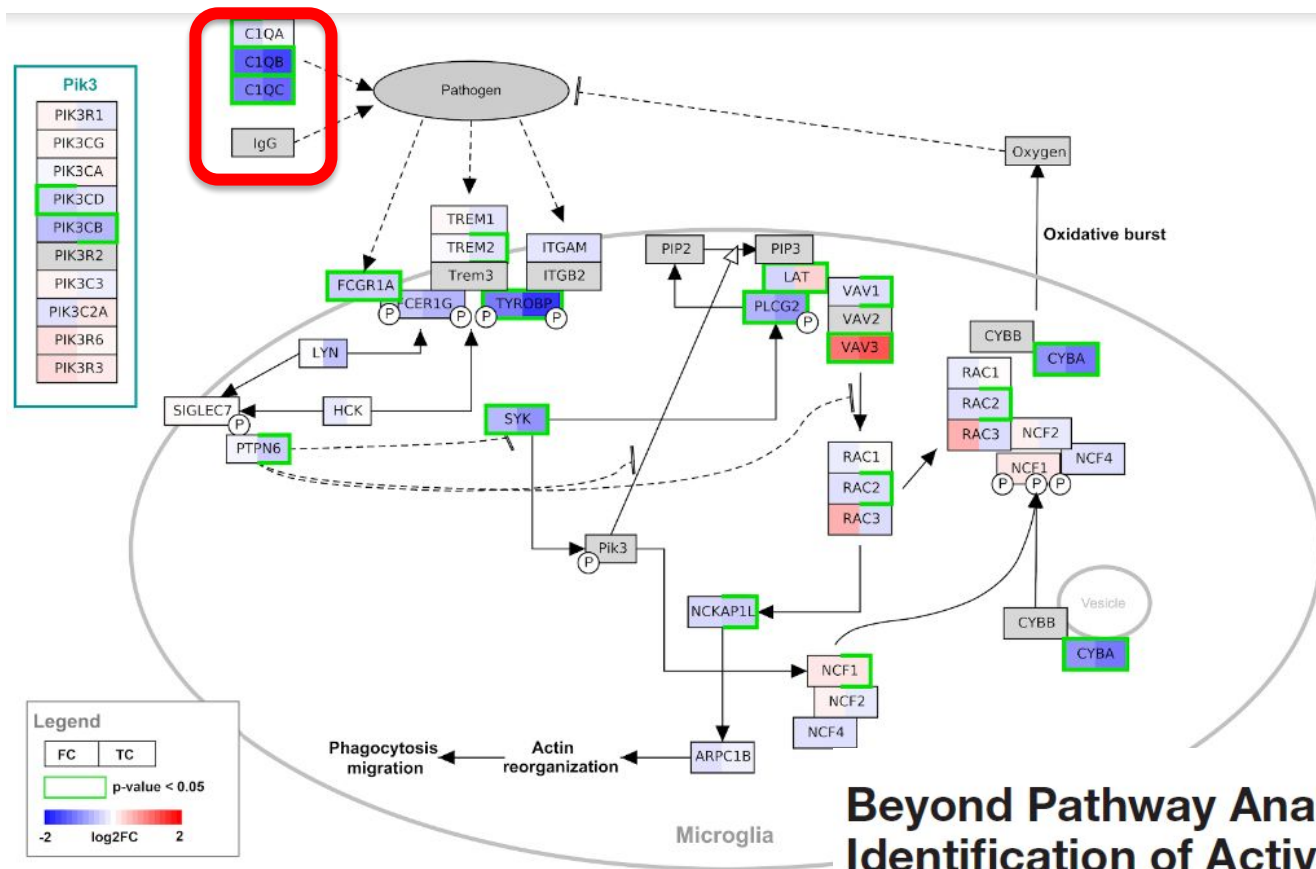 C1QA
C1QB
C1QC
IgG
Pathogen
Pik3
PIK3R1
PIK3CG
PIK3CA
PIK3CD
PIK3CB
PIK3R2
PIK3C3
PIK3C2A
PIK3R6
PIK3R3
Oxygen
Oxidative burst
TREM1
TREM2
Trem3
ITGAM
ITGB2
FCGR1A
FCER1G
TYROBP
P
P
P
P
PIP2
PIP3
LAT
PLCG2
P
VAV1
VAV2
VAV3
CYBB
CYBA
RAC1
RAC2
RAC3
NCF2
NCF1
NCF4
P
P
P
LYN
SIGLEC7
HCK
P
PTPN6
SYK
RAC1
RAC2
RAC3
Pik3
P
NCKAP1L
Vesicle
CYBB
CYBA
NCF1
NCF2
NCF4
Phagocytosis
migration
Actin
reorganization
ARPC1B
Microglia
Legend
FC TC
p-value < 0.05
-2 log2FC 2
Beyond Pathway Ana
Identification of Activ